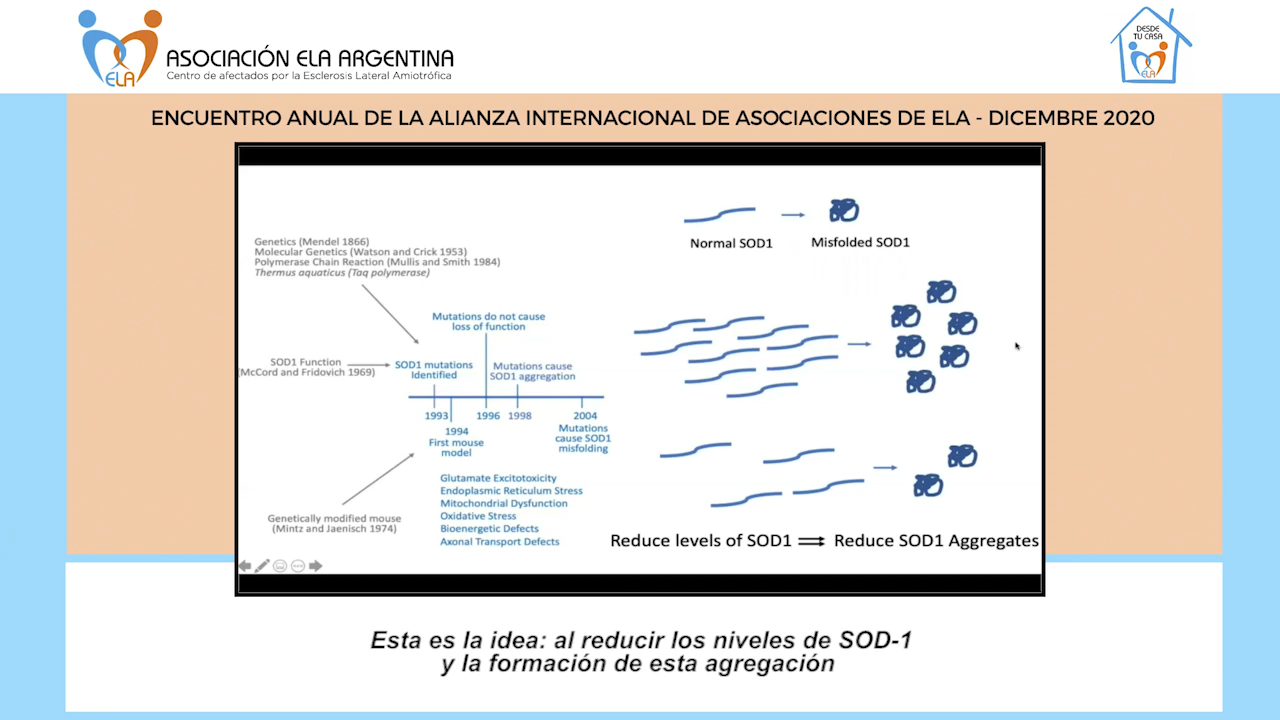 ELA
ASOCIACIÓN ELA ARGENTINA
Centro de afectados por la Esclerosis Lateral Amiotrófica
DESDE
TU CASA
ELA
ENCUENTRO ANUAL DE LA ALIANZA INTERNACIONAL DE ASOCIACIONES DE ELA - DICEMBRE 2020
Genetics (Mendel 1866)
Molecular Genetics (Watson and Crick 1953)
Polymerase Chain Reaction (Mullis and Smith 1984)
Thermus aquaticus (Taq polymerase)
Mutations do not cause
loss of function
SOD1 Function
(McCord and Fridovich 1969)
SOD1 mutations
Identified
Mutations cause
SOD1 aggregation
1993
1996
1998
2004
1994
First mouse
model
Mutations
cause SOD1
misfolding
Glutamate Excitotoxicity
Endoplasmic Reticulum Stress
Mitochondrial Dysfunction
Oxidative Stress
Bioenergetic Defects
Axonal Transport Defects
Genetically modified mouse
(Mintz and Jaenisch 1974)
Normal SOD1
Misfolded SOD1
Reduce levels of SOD1 ⟹ Reduce SOD1 Aggregates
Esta es la idea: al reducir los niveles de SOD-1
y la formación de esta agregación